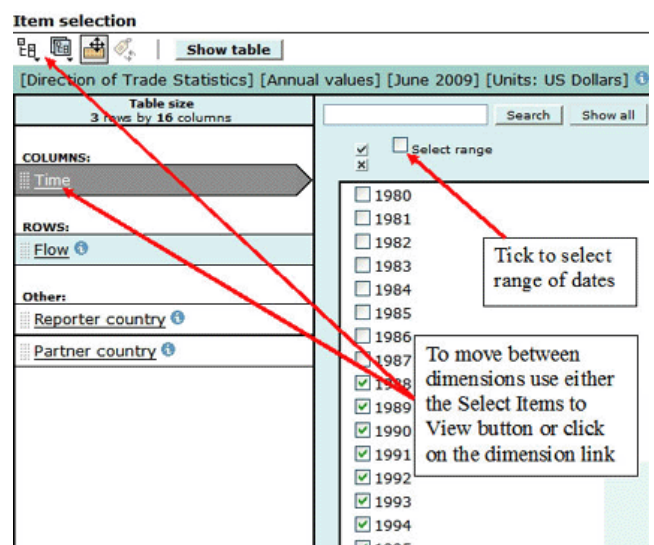 Item selection
Show table
[Direction of Trade Statistics] [Annual values] [June 2009] [Units: US Dollars]
Table size
3 rows by 16 columns
Search
Show all
Select range
COLUMNS:
Time
ROWS:
Flow
Other:
Reporter country
Partner country
1980
1981
1982
1983
1984
1985
1986
1987
1988
1989
1990
1991
1992
1993
1994
Tick to select
range of dates
To move between
dimensions use either
the Select Items to
View button or click
on the dimension link